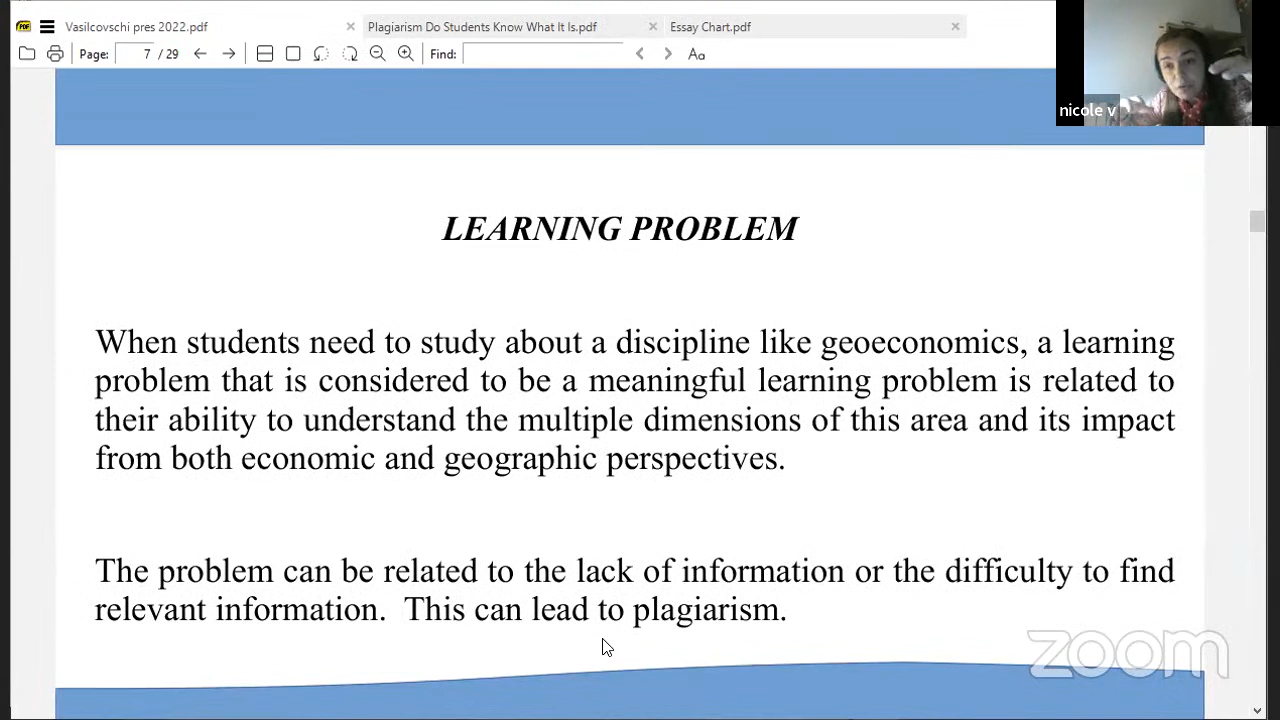 Vasilcovschi pres 2022.pdf
Plagiarism Do Students Know What It Is.pdf
Essay Chart.pdf
Page: 7 / 29
Find:
Aa
nicole v
LEARNING PROBLEM
When students need to study about a discipline like geoeconomics, a learning
problem that is considered to be a meaningful learning problem is related to
their ability to understand the multiple dimensions of this area and its impact
from both economic and geographic perspectives.
The problem can be related to the lack of information or the difficulty to find
relevant information. This can lead to plagiarism.
zoom